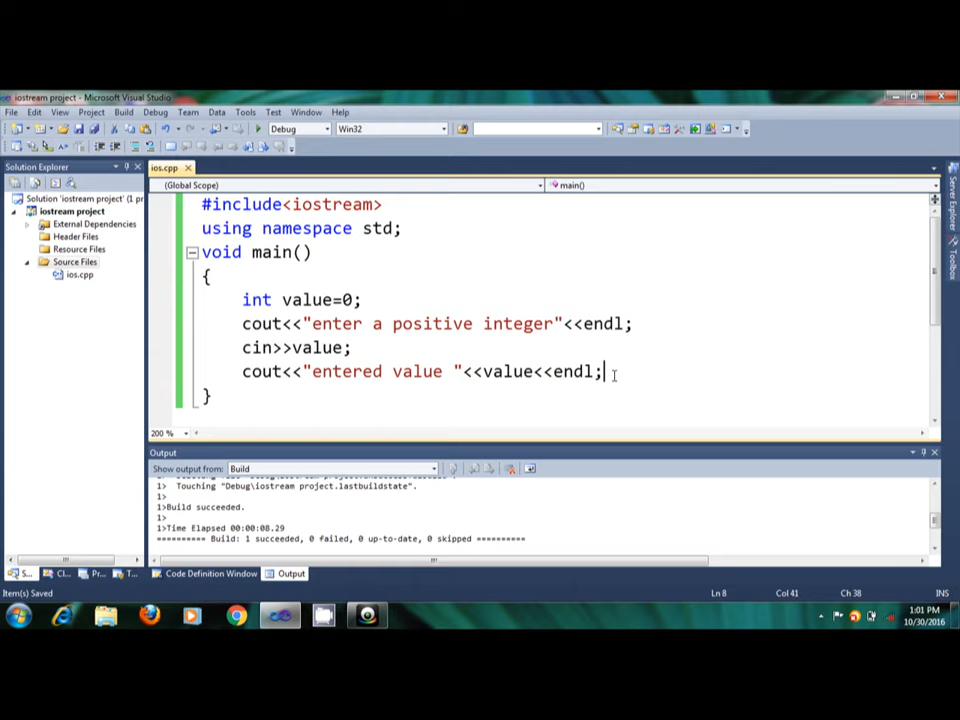 iostream project - Microsoft Visual Studio
File Edit View Project Build Debug Team Data Tools Test Window Help
Debug Win32
Solution Explorer
ios.cpp
(Global Scope) main()
Solution 'iostream project' (1 pr
iostream project
External Dependencies
Header Files
Resource Files
Source Files
ios.cpp
#include<iostream>
using namespace std;
void main()
{
int value=0;
cout<<"enter a positive integer"<<endl;
cin>>value;
cout<<"entered value "<<value<<endl;
}
200 %
Server Explorer
Toolbox
Output
Show output from: Build
1> Touching "Debug\iostream project.lastbuildstate".
1>
1>Build succeeded.
1>
1>Time Elapsed 00:00:08.29
========== Build: 1 succeeded, 0 failed, 0 up-to-date, 0 skipped ==========
S... Cl... Pr... T... Code Definition Window Output
Item(s) Saved Ln 8 Col 41 Ch 38 INS
1:01 PM
10/30/2016